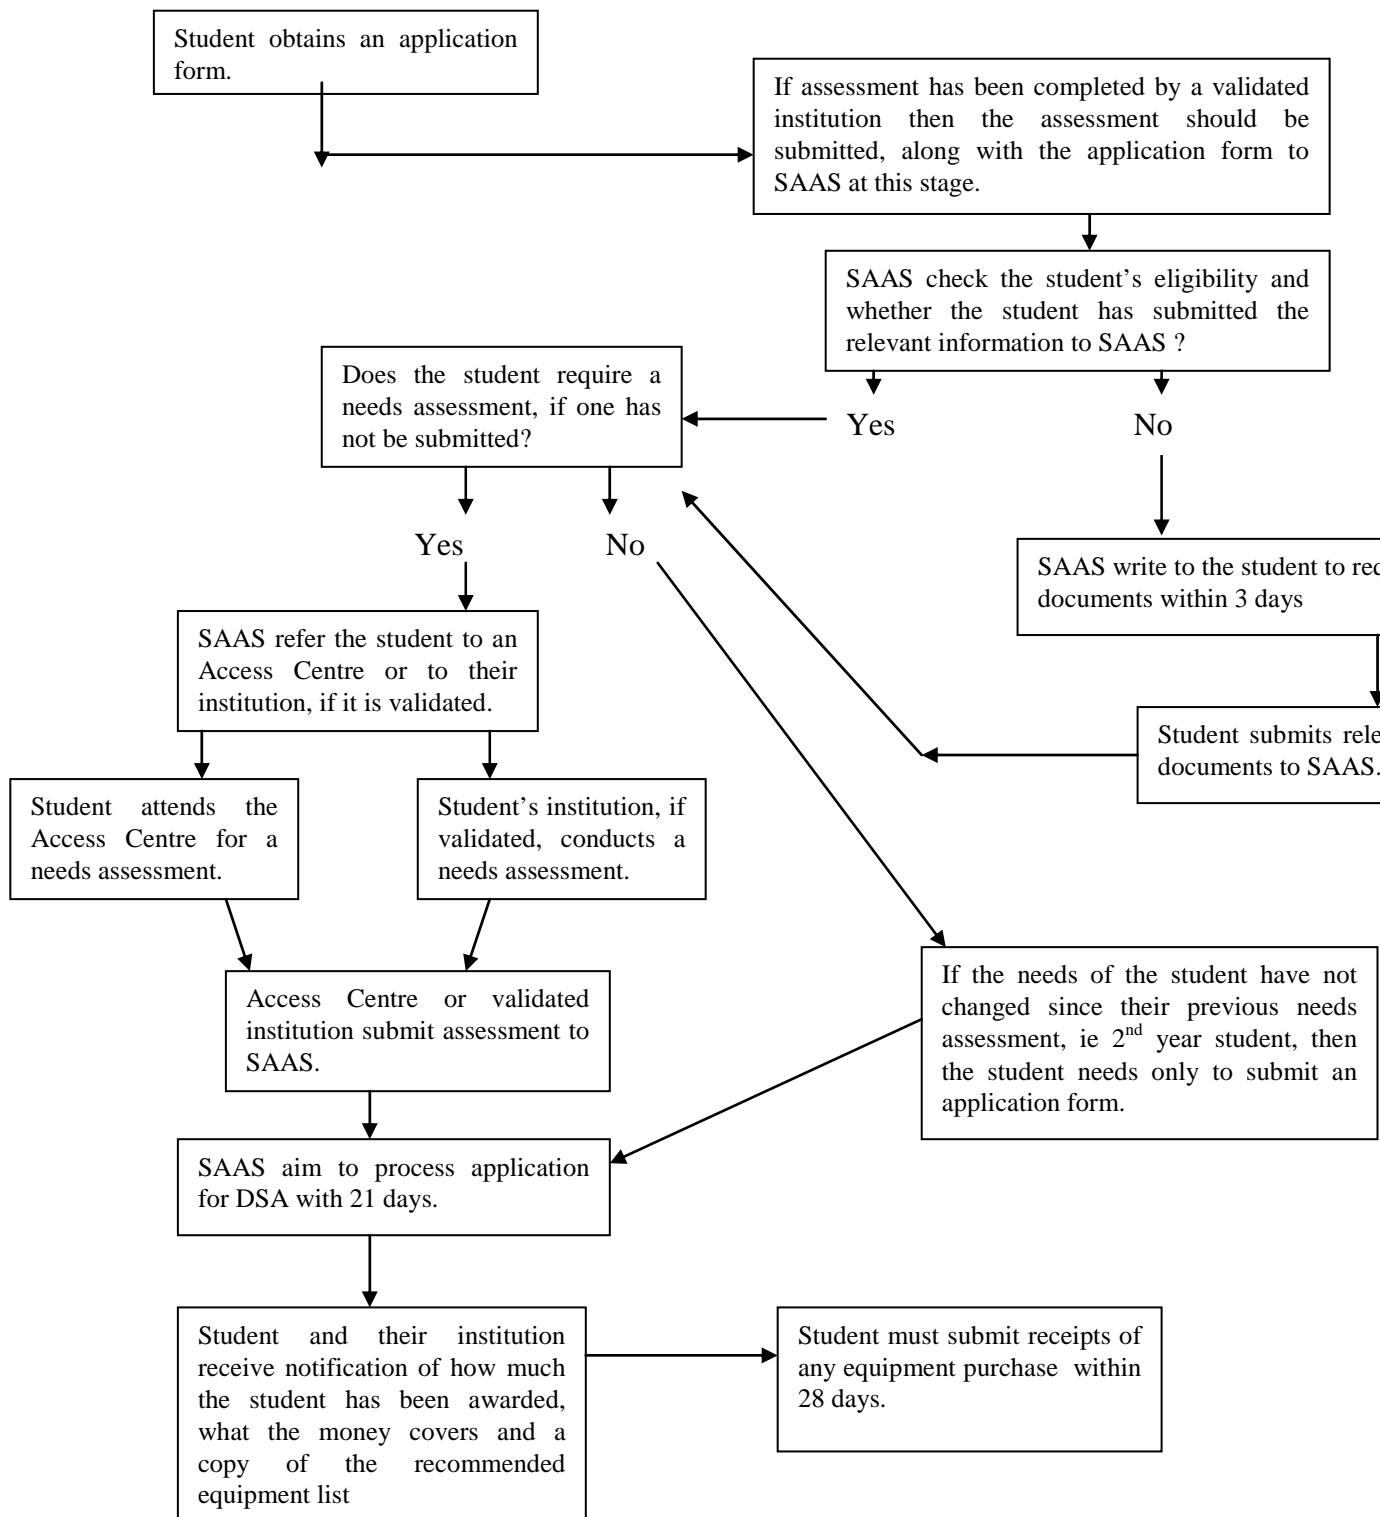 Student obtains an application
form.
If assessment has been completed by a validated
institution then the assessment should be
submitted, along with the application form to
SAAS at this stage.
SAAS check the student’s eligibility and
whether the student has submitted the
relevant information to SAAS ?
Does the student require a
needs assessment, if one has
not be submitted?
Yes
No
Yes
No
SAAS write to the student to
documents within 3 days
SAAS refer the student to an
Access Centre or to their
institution, if it is validated.
Student submits
documents to SAAS.
Student attends the
Access Centre for a
needs assessment.
Student’s institution, if
validated, conducts a
needs assessment.
If the needs of the student have not
changed since their previous needs
assessment, ie 2nd year student, then
the student needs only to submit an
application form.
Access Centre or validated
institution submit assessment to
SAAS.
SAAS aim to process application
for DSA with 21 days.
Student and their institution
receive notification of how much
the student has been awarded,
what the money covers and a
copy of the recommended
equipment list
Student must submit receipts of
any equipment purchase within
28 days.